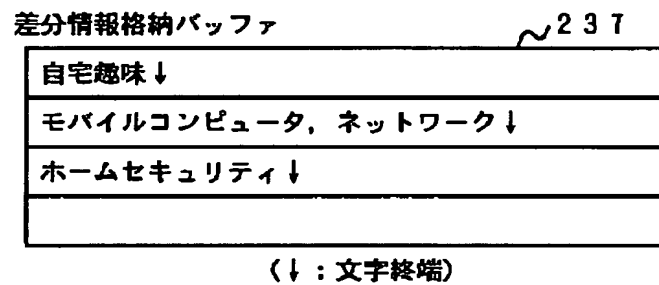 差分情報格納バッファ 237
自宅趣味↓
モバイルコンピュータ，ネットワーク↓
ホームセキュリティ↓
(↓：文字終端)